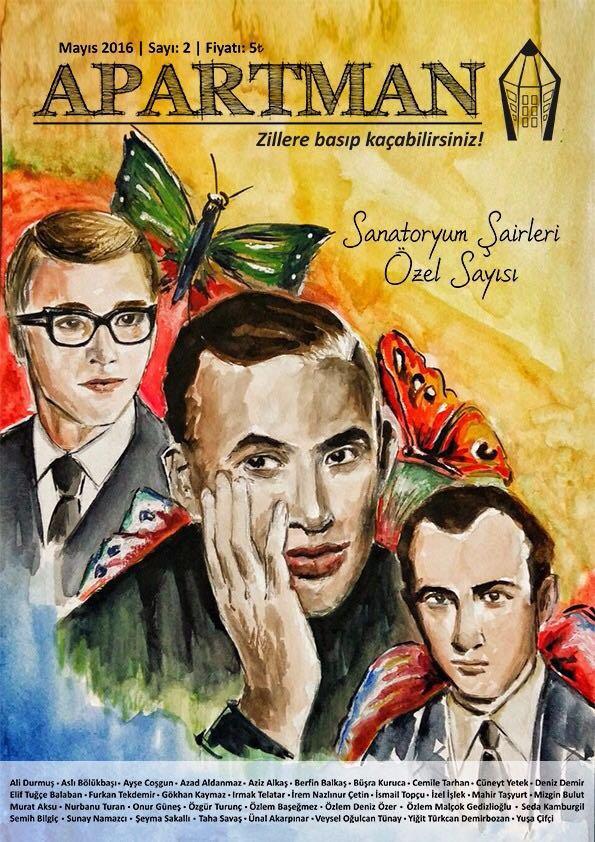 Mayıs 2016 | Sayı: 2 | Fiyatı: 5₺
APARTMAN
Zillere basıp kaçabilirsiniz!
Sanatoryum Şairleri
Özel Sayısı
Ali Durmuş • Aslı Bölükbaşı • Ayşe Coşgun • Azad Aldanmaz • Aziz Alkaş • Berfin Balkaş • Büşra Kuruca • Cemile Tarhan • Cüneyt Yetek • Deniz Demir
Elif Tuğçe Balaban • Furkan Tekdemir • Gökhan Kaymaz • Irmak Telatar • İrem Nazlınur Çetin • İsmail Topçu • İzel İşlek • Mahir Taşyurt • Mizgin Bulut
Murat Aksu • Nurbanu Turan • Onur Güneş • Özgür Turunç • Özlem Başeğmez • Özlem Deniz Özer • Özlem Malçok Gedizlioğlu • Seda Kamburgil
Semih Bilgiç • Sunay Namazcı • Şeyma Sakallı • Taha Savaş • Ünal Akarpınar • Veysel Oğulcan Tünay • Yiğit Türkcan Demirbozan • Yuşa Çifçi